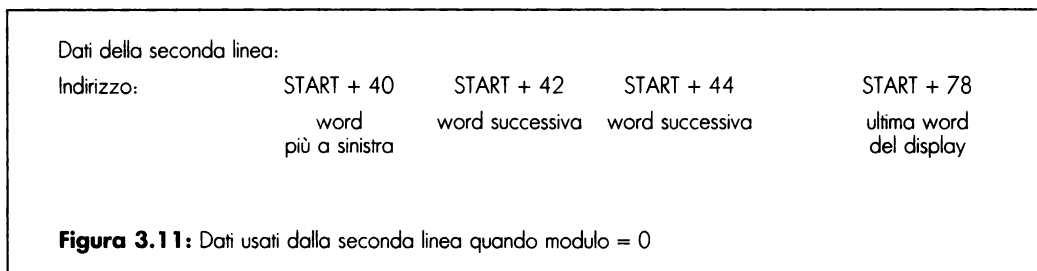 Dati della seconda linea:
Indirizzo: START + 40 START + 42 START + 44 START + 78
word word successiva word successiva ultima word
più a sinistra del display
Figura 3.11: Dati usati dalla seconda linea quando modulo = 0